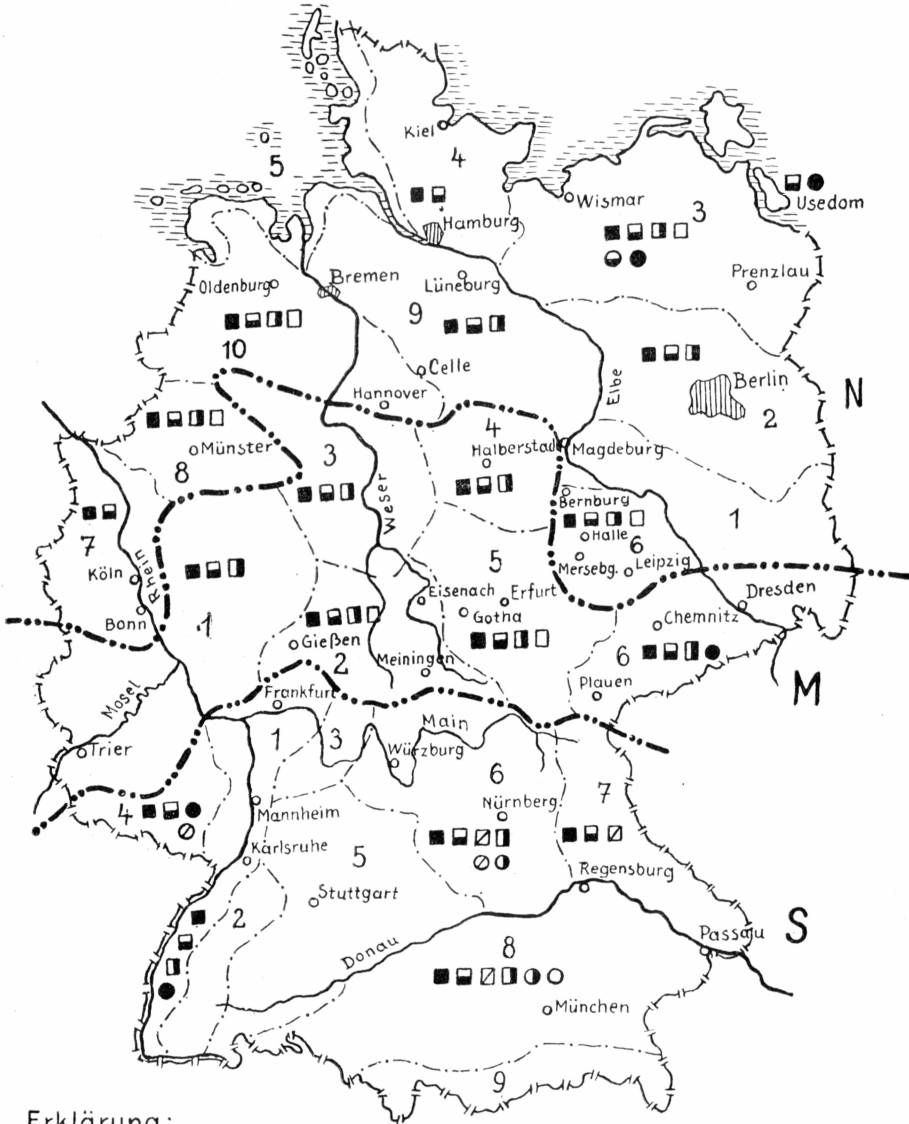 Kiel
4
5
Hamburg
Wismar
3
Usedom
Prenzlau
Oldenburg
Bremen
Lüneburg
9
10
Celle
Hannover
Elbe
Berlin
2
N
Münster
8
3
4
Halberstadt
Magdeburg
Weser
7
Köln
Rhein
Bonn
1
Bernburg
Halle
6
Mersebg.
Leipzig
1
5
Eisenach
Erfurt
Gotha
Dresden
Chemnitz
6
Plauen
M
Gießen
2
Meiningen
Mosel
Frankfurt
Trier
1
3
Main
Würzburg
4
Mannheim
6
Nürnberg
7
Karlsruhe
5
Stuttgart
Regensburg
2
S
Passau
Donau
8
München
9
Erklärung: